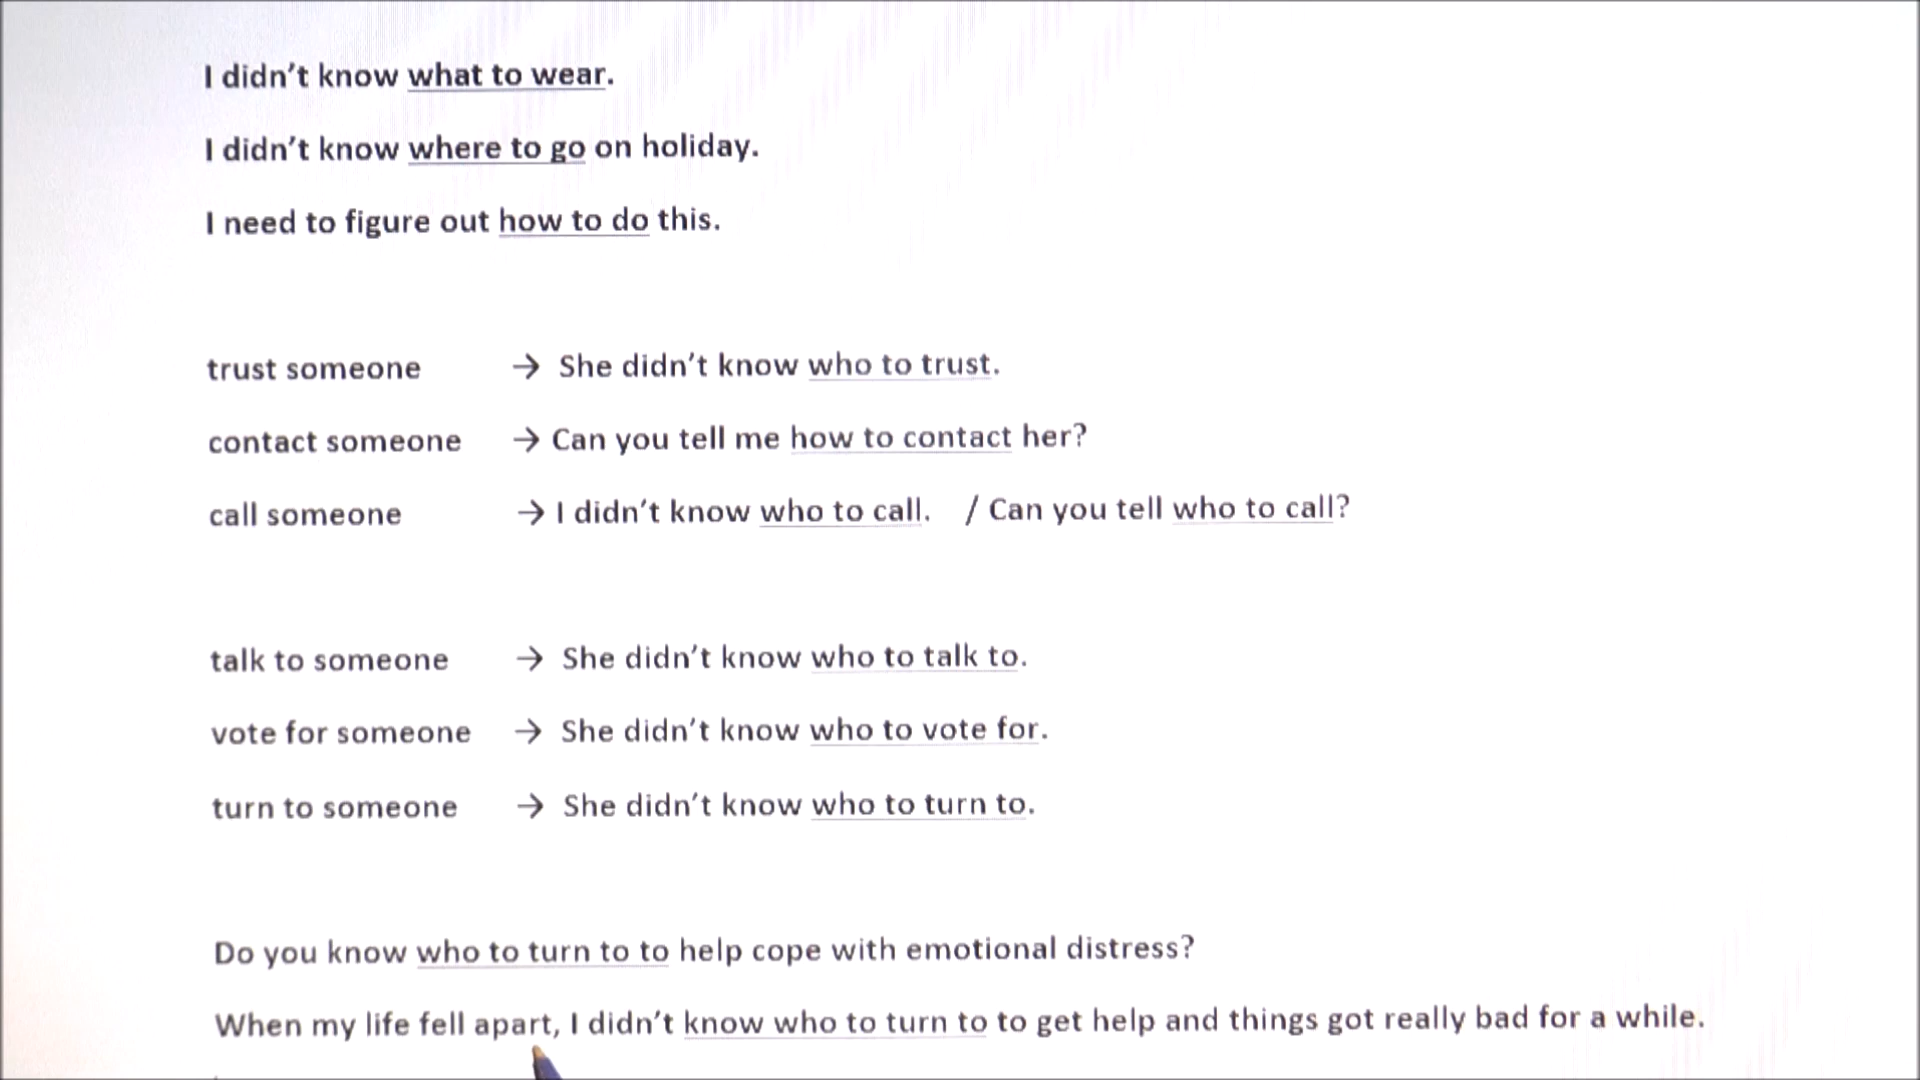 I didn’t know what to wear.
I didn’t know where to go on holiday.
I need to figure out how to do this.
trust someone → She didn’t know who to trust.
contact someone → Can you tell me how to contact her?
call someone → I didn’t know who to call. / Can you tell who to call?
talk to someone → She didn’t know who to talk to.
vote for someone → She didn’t know who to vote for.
turn to someone → She didn’t know who to turn to.
Do you know who to turn to to help cope with emotional distress?
When my life fell apart, I didn’t know who to turn to to get help and things got really bad for a while.